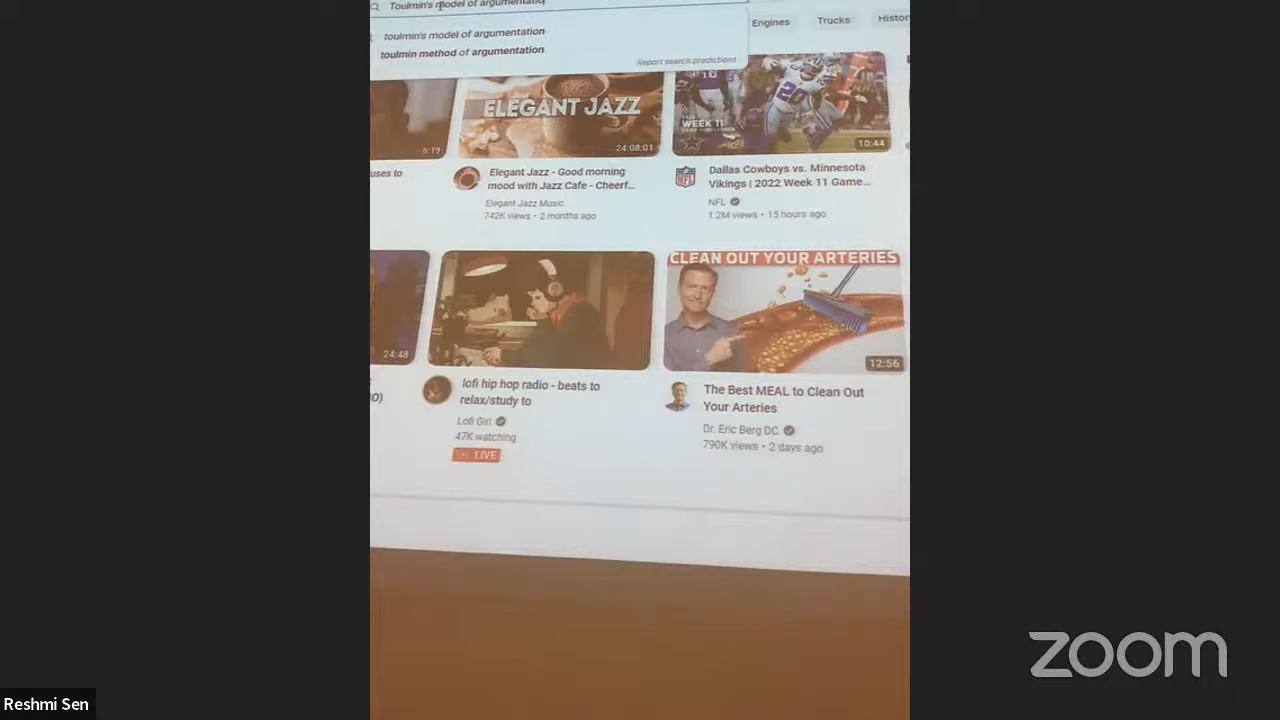 Toulmin's model of argumentatio
toulmin's model of argumentation
toulmin method of argumentation
Report search predictions
Engines
Trucks
Histor
6:19
ELEGANT JAZZ
24:08:01
WEEK 11
10:44
uses to
Elegant Jazz - Good morning
mood with Jazz Cafe - Cheerf...
Elegant Jazz Music
742K views • 2 months ago
Dallas Cowboys vs. Minnesota
Vikings | 2022 Week 11 Game...
NFL
1.2M views • 15 hours ago
24:48
CLEAN OUT YOUR ARTERIES
12:56
lofi hip hop radio - beats to
relax/study to
Lofi Girl
47K watching
LIVE
The Best MEAL to Clean Out
Your Arteries
Dr. Eric Berg DC
790K views • 2 days ago
zoom
Reshmi Sen